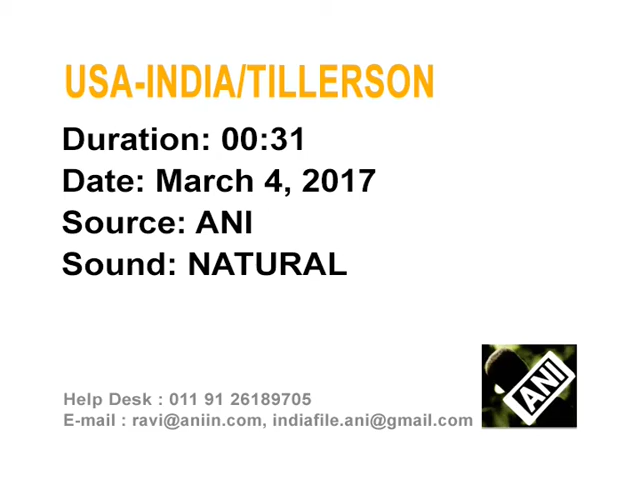 USA-INDIA/TILLERSON
Duration: 00:31
Date: March 4, 2017
Source: ANI
Sound: NATURAL
Help Desk : 011 91 26189705
E-mail : ravi@aniin.com, indiafile.ani@gmail.com
ANI